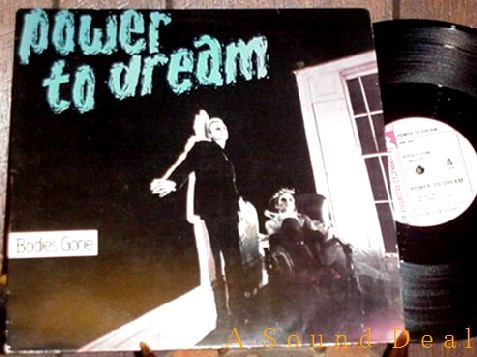 power
to dream
Bodies Gone
POWER TO DREAM
A
POWER TO DREAM
A Sound Deal